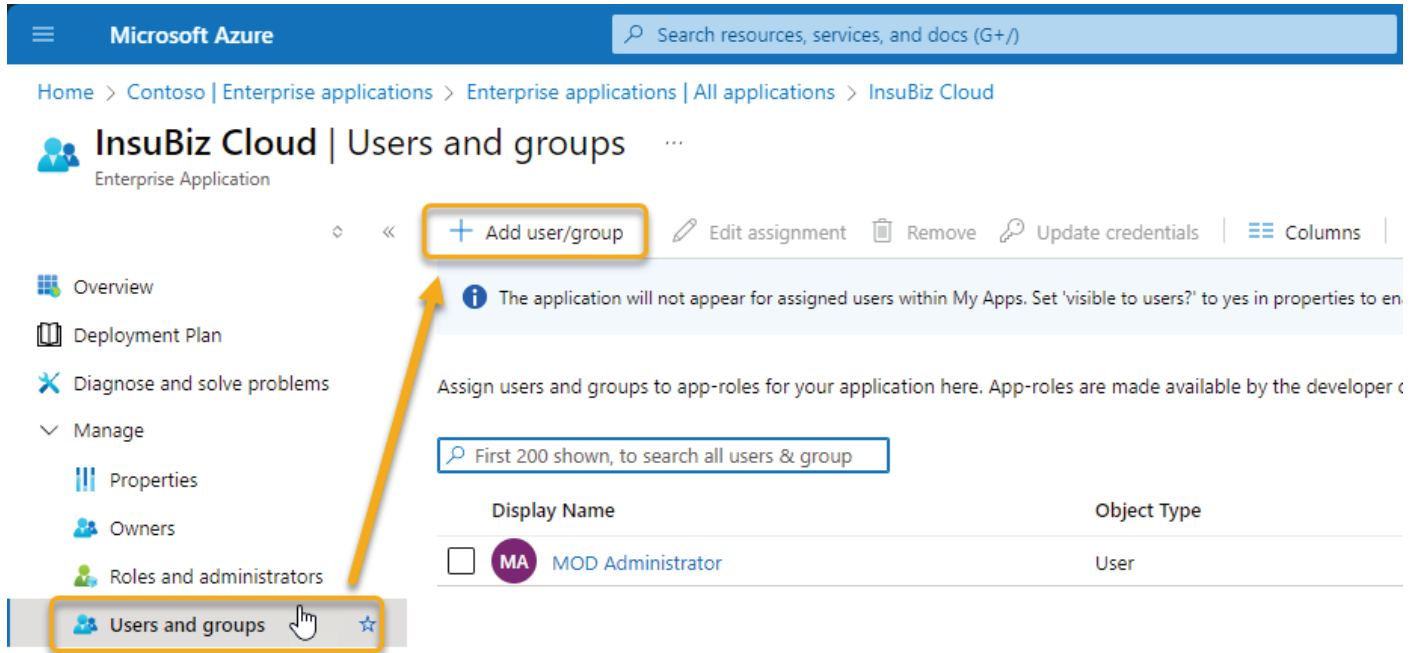 Microsoft Azure
Search resources, services, and docs (G+/)
Home > Contoso | Enterprise applications > Enterprise applications | All applications > InsuBiz Cloud
InsuBiz Cloud | Users and groups ...
Enterprise Application
Add user/group Edit assignment Remove Update credentials Columns
Overview
The application will not appear for assigned users within My Apps. Set 'visible to users?' to yes in properties to en
Deployment Plan
Diagnose and solve problems
Assign users and groups to app-roles for your application here. App-roles are made available by the developer
Manage
First 200 shown, to search all users & group
Properties
Display Name Object Type
Owners
MA MOD Administrator User
Roles and administrators
Users and groups